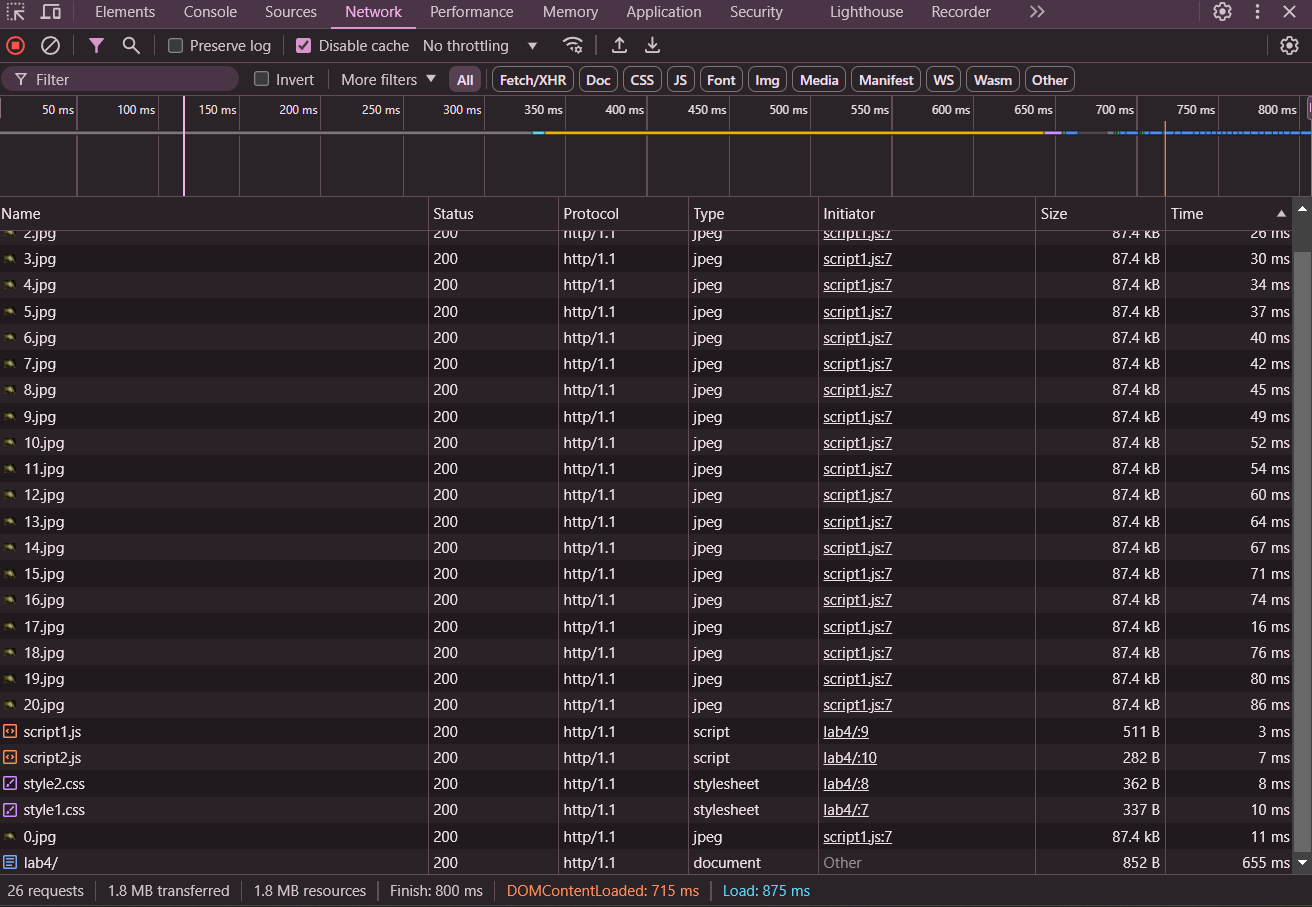 Elements Console Sources Network Performance Memory Application Security Lighthouse Recorder
Preserve log Disable cache No throttling
Filter Invert More filters All Fetch/XHR Doc CSS JS Font Img Media Manifest WS Wasm Other
50 ms 100 ms 150 ms 200 ms 250 ms 300 ms 350 ms 400 ms 450 ms 500 ms 550 ms 600 ms 650 ms 700 ms 750 ms 800 ms
Name Status Protocol Type Initiator Size Time
2.jpg 200 http/1.1 jpeg script1.js:7 87.4 kB 26 ms
3.jpg 200 http/1.1 jpeg script1.js:7 87.4 kB 30 ms
4.jpg 200 http/1.1 jpeg script1.js:7 87.4 kB 34 ms
5.jpg 200 http/1.1 jpeg script1.js:7 87.4 kB 37 ms
6.jpg 200 http/1.1 jpeg script1.js:7 87.4 kB 40 ms
7.jpg 200 http/1.1 jpeg script1.js:7 87.4 kB 42 ms
8.jpg 200 http/1.1 jpeg script1.js:7 87.4 kB 45 ms
9.jpg 200 http/1.1 jpeg script1.js:7 87.4 kB 49 ms
10.jpg 200 http/1.1 jpeg script1.js:7 87.4 kB 52 ms
11.jpg 200 http/1.1 jpeg script1.js:7 87.4 kB 54 ms
12.jpg 200 http/1.1 jpeg script1.js:7 87.4 kB 60 ms
13.jpg 200 http/1.1 jpeg script1.js:7 87.4 kB 64 ms
14.jpg 200 http/1.1 jpeg script1.js:7 87.4 kB 67 ms
15.jpg 200 http/1.1 jpeg script1.js:7 87.4 kB 71 ms
16.jpg 200 http/1.1 jpeg script1.js:7 87.4 kB 74 ms
17.jpg 200 http/1.1 jpeg script1.js:7 87.4 kB 16 ms
18.jpg 200 http/1.1 jpeg script1.js:7 87.4 kB 76 ms
19.jpg 200 http/1.1 jpeg script1.js:7 87.4 kB 80 ms
20.jpg 200 http/1.1 jpeg script1.js:7 87.4 kB 86 ms
script1.js 200 http/1.1 script lab4/:9 511 B 3 ms
script2.js 200 http/1.1 script lab4/:10 282 B 7 ms
style2.css 200 http/1.1 stylesheet lab4/:8 362 B 8 ms
style1.css 200 http/1.1 stylesheet lab4/:7 337 B 10 ms
0.jpg 200 http/1.1 jpeg script1.js:7 87.4 kB 11 ms
lab4/ 200 http/1.1 document Other 852 B 655 ms
26 requests 1.8 MB transferred 1.8 MB resources Finish: 800 ms DOMContentLoaded: 715 ms Load: 875 ms